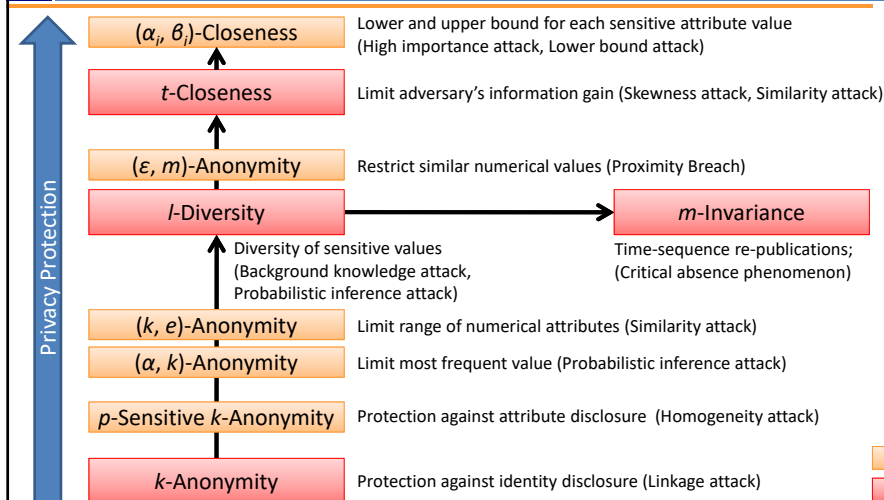 (αi, βi)-Closeness
Lower and upper bound for each sensitive attribute value
(High importance attack, Lower bound attack)
t-Closeness
Limit adversary's information gain (Skewness attack, Similarity attack)
(ε, m)-Anonymity
Restrict similar numerical values (Proximity Breach)
l-Diversity
m-Invariance
Diversity of sensitive values
(Background knowledge attack,
Probabilistic inference attack)
Time-sequence re-publications;
(Critical absence phenomenon)
(k, e)-Anonymity
Limit range of numerical attributes (Similarity attack)
(α, k)-Anonymity
Limit most frequent value (Probabilistic inference attack)
p-Sensitive k-Anonymity
Protection against attribute disclosure (Homogeneity attack)
k-Anonymity
Protection against identity disclosure (Linkage attack)
Privacy Protection